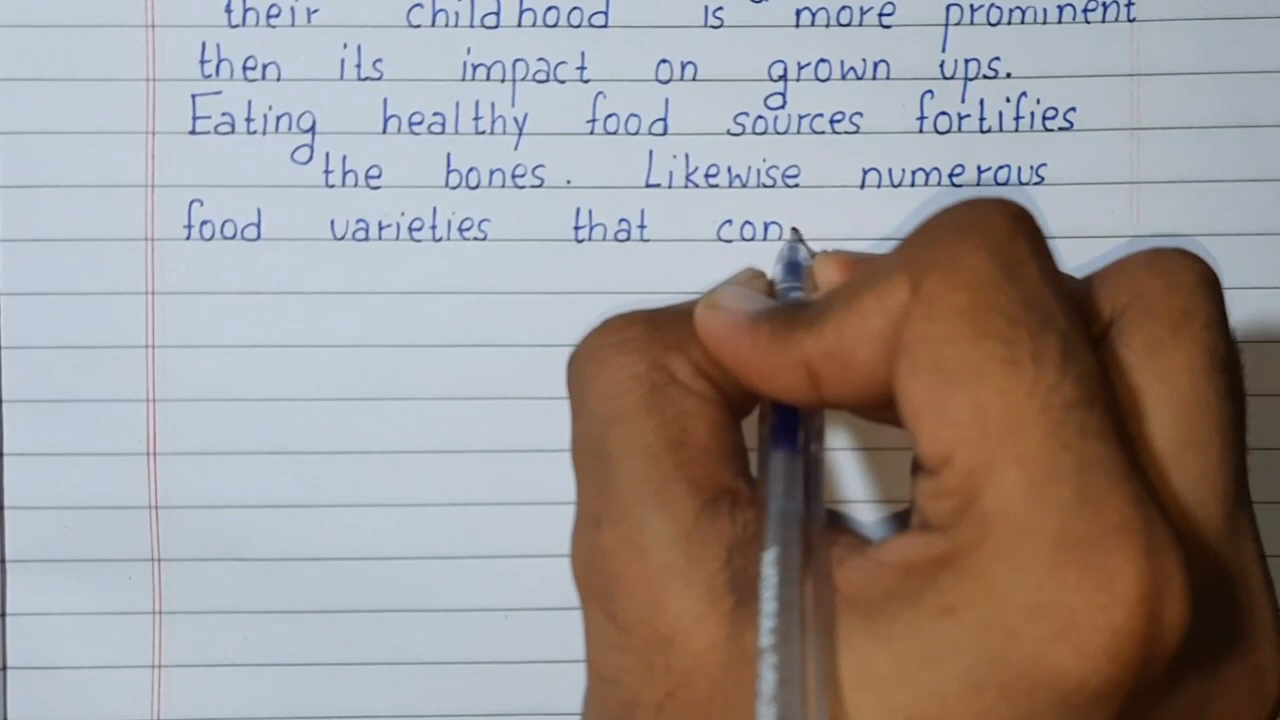 their childhood is more prominent
then its impact on grown ups.
Eating healthy food sources fortifies
the bones. Likewise numerous
food varieties that con